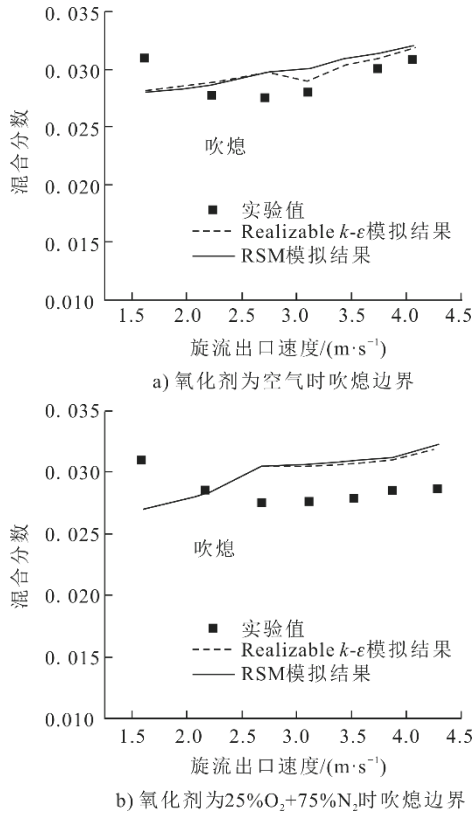 0. 035
0. 030
0. 025
0. 020
0. 015
0. 010
混合分数
吹熄
实验值
Realizable k-ε模拟结果
RSM模拟结果
1.5 2.0 2.5 3.0 3.5 4.0 4.5
旋流出口速度/(m·s⁻¹)
a) 氧化剂为空气时吹熄边界
0. 035
0. 030
0. 025
0. 020
0. 015
0. 010
混合分数
吹熄
实验值
Realizable k-ε模拟结果
RSM模拟结果
1.5 2.0 2.5 3.0 3.5 4.0 4.5
旋流出口速度/(m·s⁻¹)
b) 氧化剂为25%O₂+75%N₂时吹熄边界